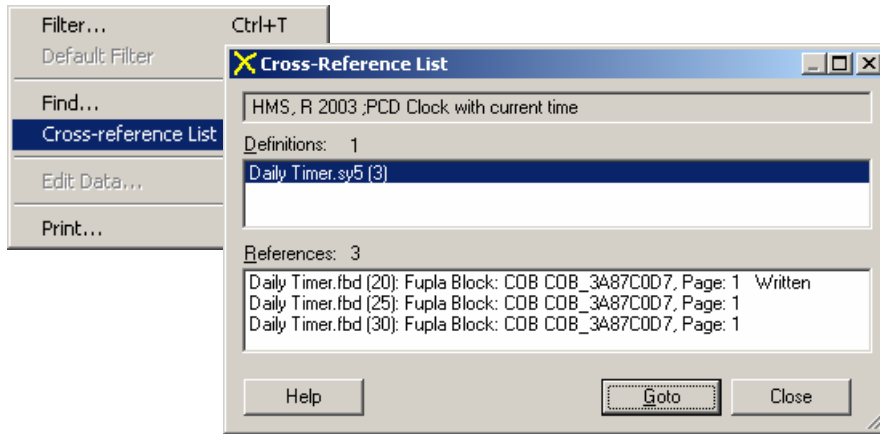 Filter... Ctrl+T
Default Filter
Find...
Cross-reference List
Edit Data...
Print...
Cross-Reference List
HMS, R 2003 ;PCD Clock with current time
Definitions: 1
Daily Timer.sy5 (3)
References: 3
Daily Timer.fbd (20): Fupla Block: COB COB_3A87C0D7, Page: 1 Written
Daily Timer.fbd (25): Fupla Block: COB COB_3A87C0D7, Page: 1
Daily Timer.fbd (30): Fupla Block: COB COB_3A87C0D7, Page: 1
Help Goto Close